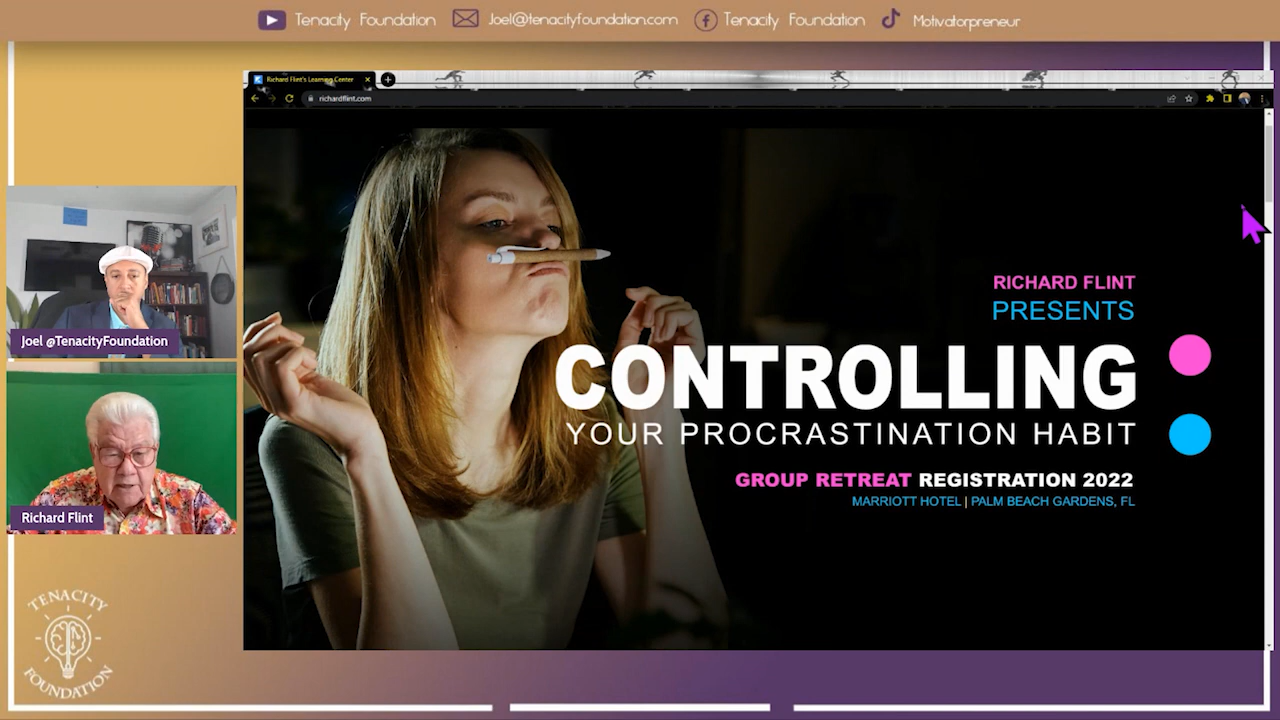 Tenacity Foundation
Joel@tenacityfoundation.com
Tenacity Foundation
Motivatorpreneur
Richard Flint's Learning Center
richardflint.com
Joel @TenacityFoundation
Richard Flint
RICHARD FLINT
PRESENTS
CONTROLLING
YOUR PROCRASTINATION HABIT
GROUP RETREAT REGISTRATION 2022
MARRIOTT HOTEL | PALM BEACH GARDENS, FL
TENACITY
FOUNDATION